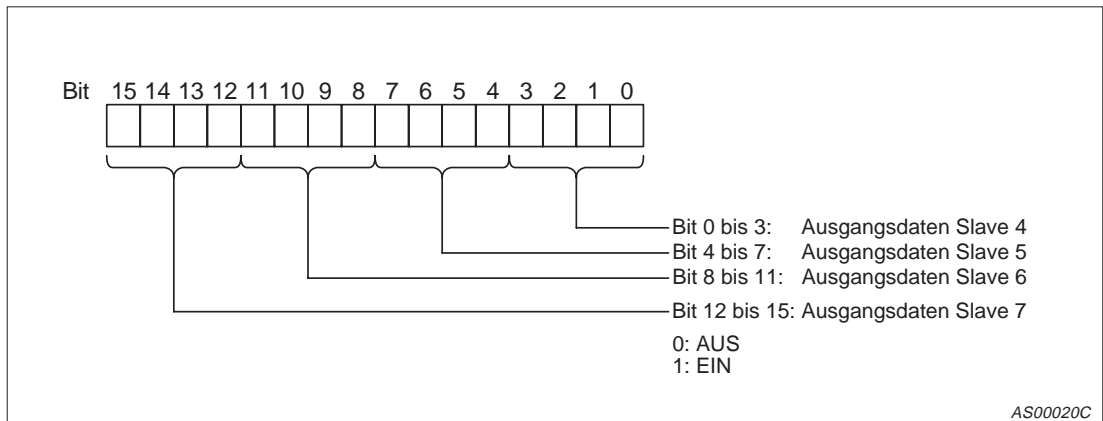 Bit 15 14 13 12 11 10 9 8 7 6 5 4 3 2 1 0
Bit 0 bis 3: Ausgangsdaten Slave 4
Bit 4 bis 7: Ausgangsdaten Slave 5
Bit 8 bis 11: Ausgangsdaten Slave 6
Bit 12 bis 15: Ausgangsdaten Slave 7
0: AUS
1: EIN
AS00020C